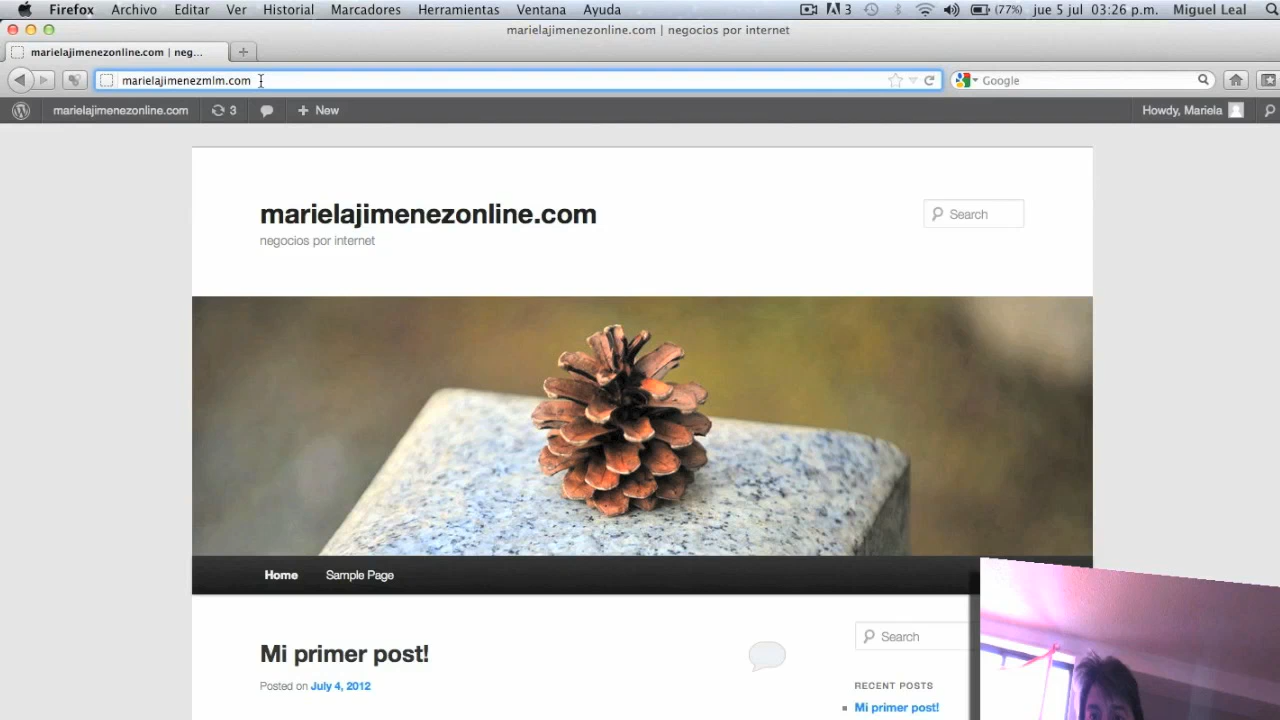 Firefox Archivo Editar Ver Historial Marcadores Herramientas Ventana Ayuda 3 (77%) jue 5 jul 03:26 p.m. Miguel Leal
marielajimenezonline.com | negocios por internet
marielajimenezonline.com | neg...
marielajimenezmlm.com Google
marielajimenezonline.com 3 + New Howdy, Mariela
marielajimenezonline.com
Search
negocios por internet
Home Sample Page
Search
Mi primer post!
Posted on July 4, 2012
RECENT POSTS
Mi primer post!